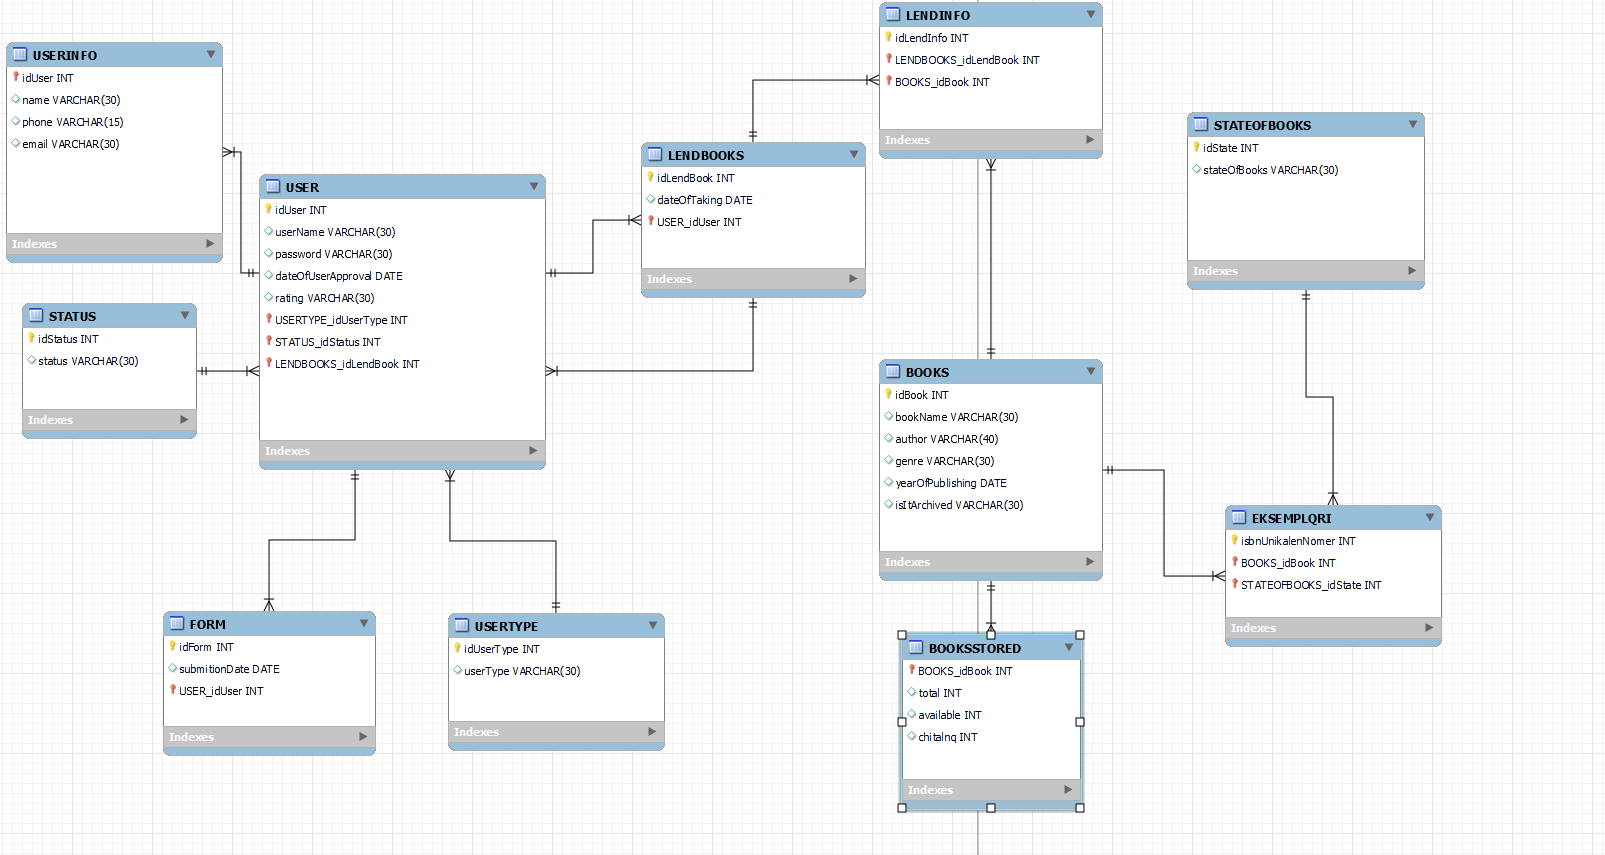 USERINFO
idUser INT
name VARCHAR(30)
phone VARCHAR(15)
email VARCHAR(30)
Indexes
STATUS
idStatus INT
status VARCHAR(30)
Indexes
USER
idUser INT
userName VARCHAR(30)
password VARCHAR(30)
dateOfUserApproval DATE
rating VARCHAR(30)
USERTYPE_idUserType INT
STATUS_idStatus INT
LENDBOOKS_idLendBook INT
Indexes
FORM
idForm INT
submitionDate DATE
USER_idUser INT
Indexes
USERTYPE
idUserType INT
userType VARCHAR(30)
Indexes
LENDBOOKS
idLendBook INT
dateOfTaking DATE
USER_idUser INT
Indexes
LENDINFO
idLendInfo INT
LENDBOOKS_idLendBook INT
BOOKS_idBook INT
Indexes
BOOKS
idBook INT
bookName VARCHAR(30)
author VARCHAR(40)
genre VARCHAR(30)
yearOfPublishing DATE
isItArchived VARCHAR(30)
Indexes
BOOKSSTORED
BOOKS_idBook INT
total INT
available INT
chitalnq INT
Indexes
STATEOFBOOKS
idState INT
stateOfBooks VARCHAR(30)
Indexes
EKSEMPLQRI
isbnUnikalenNomer INT
BOOKS_idBook INT
STATEOFBOOKS_idState INT
Indexes